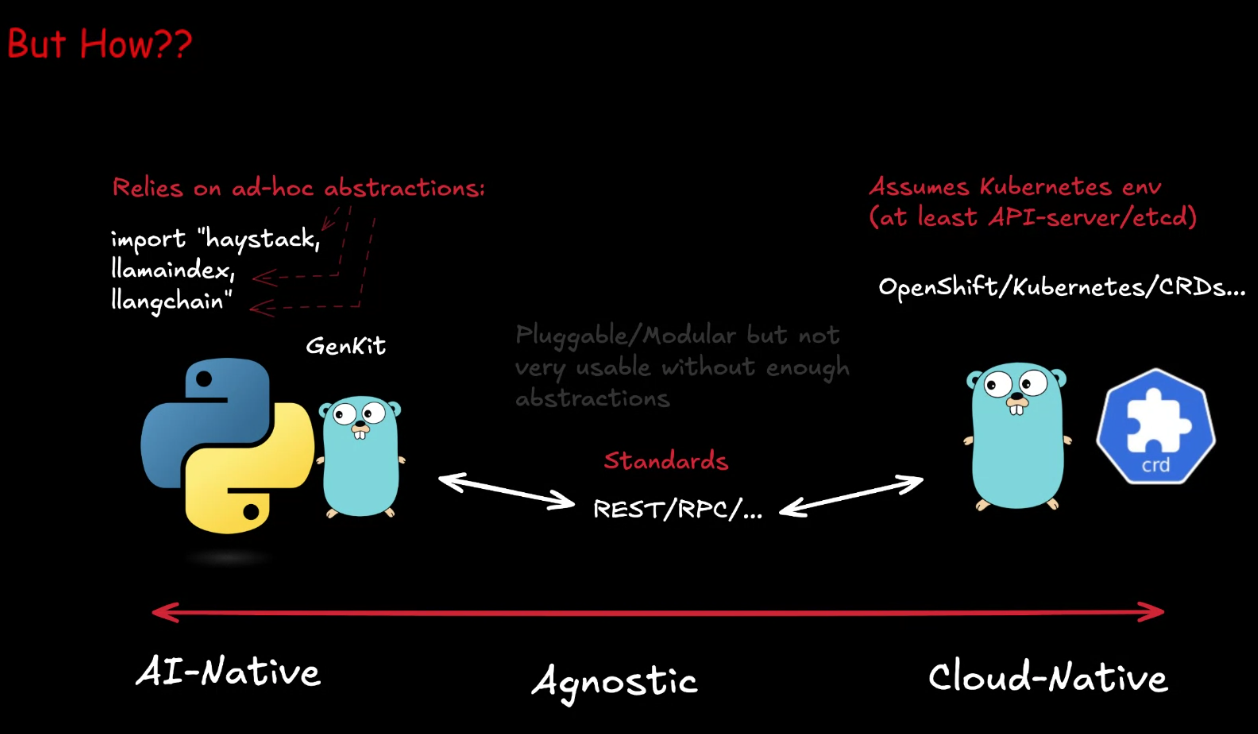 But How??
Relies on ad-hoc abstractions:
import "haystack,
llamaindex,
llangchain"
GenKit
Pluggable/Modular but not
very usable without enough
abstractions
Standards
REST/RPC/...
Assumes Kubernetes env
(at least API-server/etcd)
OpenShift/Kubernetes/CRDs...
crd
AI-Native
Agnostic
Cloud-Native